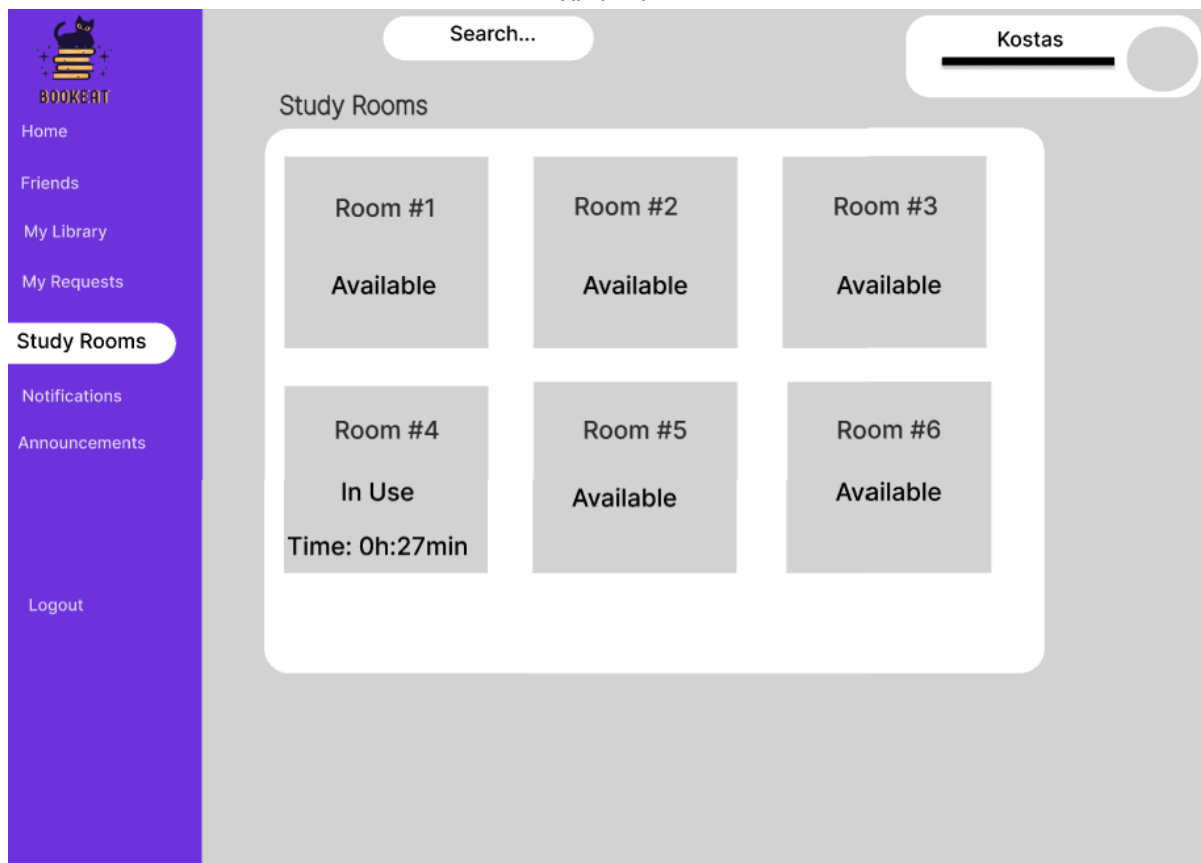 BOOKEAT
Search...
Kostas
Study Rooms
Home
Friends
My Library
My Requests
Study Rooms
Notifications
Announcements
Logout
Room #1
Available
Room #2
Available
Room #3
Available
Room #4
In Use
Time: 0h:27min
Room #5
Available
Room #6
Available